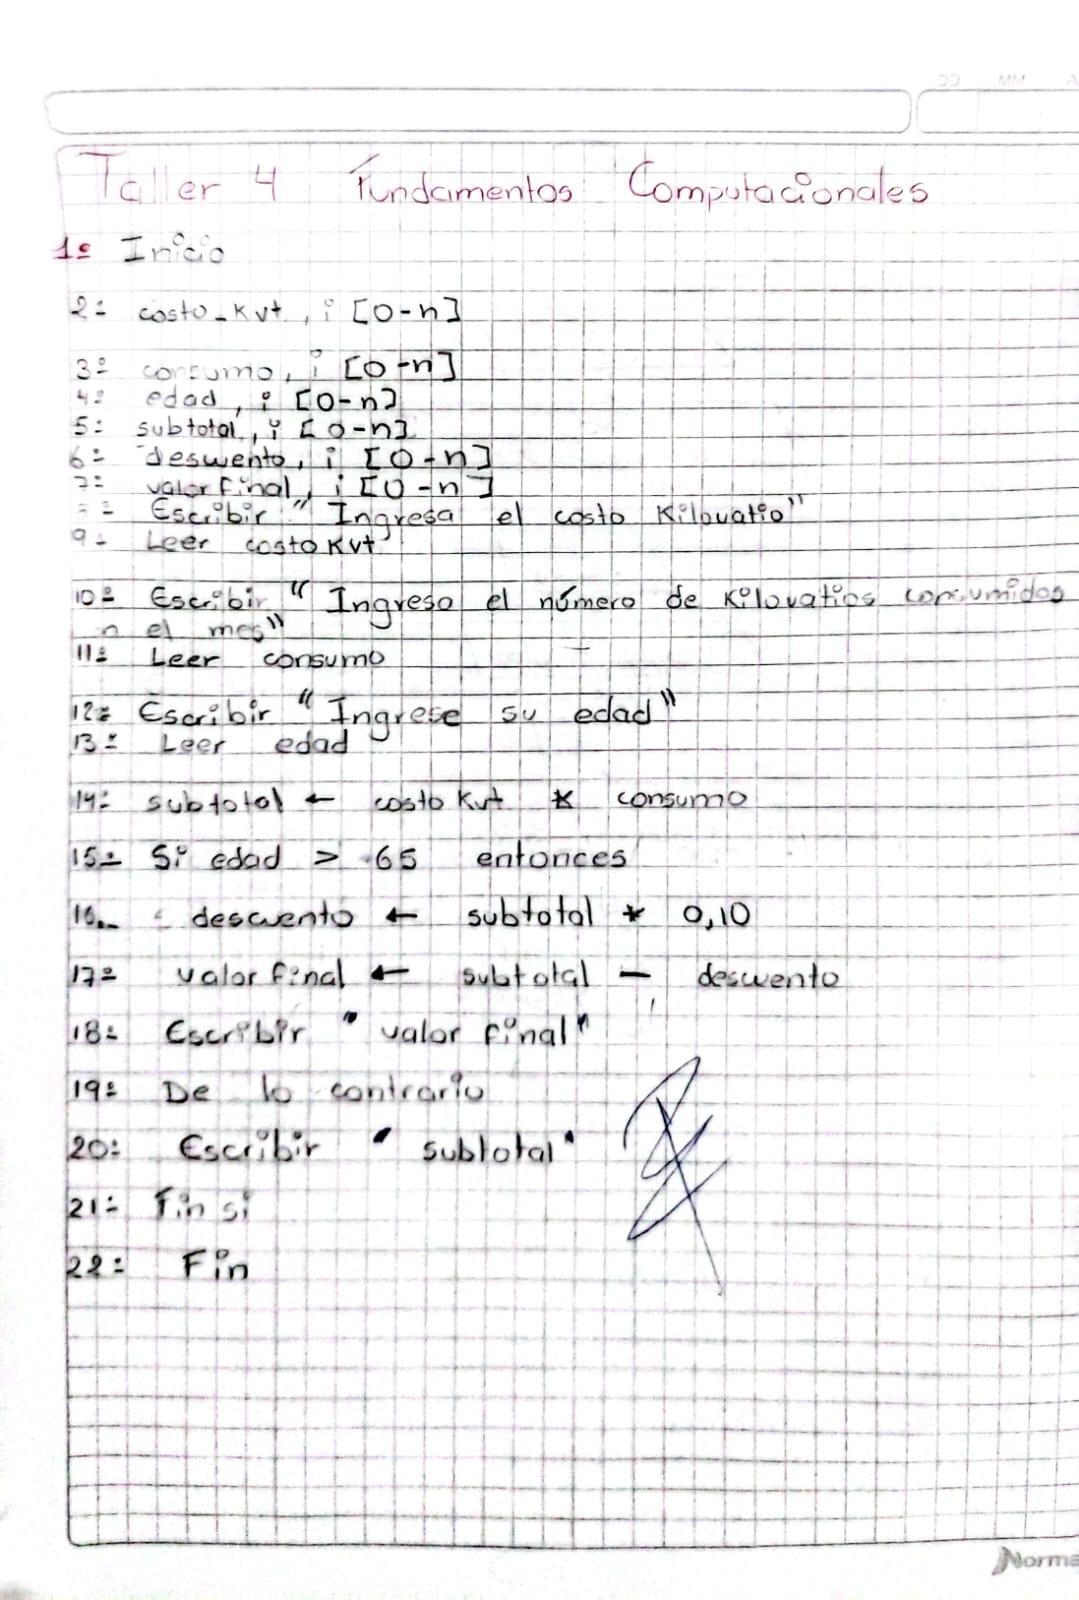 DD MM A
Taller 4 Fundamentos Computacionales
1= Inicio
2= costo_Kvt, i [0-n]
3= consumo, i [0-n]
4= edad, i [0-n]
5= subtotal, i [0-n]
6= descuento, i [0-n]
7= valor final, i [0-n]
Escribir "Ingresa el costo Kilovatio"
9- Leer costo Kvt
10= Escribir "Ingreso el número de Kilovatios consumidos
n el mes"
11= Leer consumo
12= Escribir "Ingrese su edad"
13= Leer edad
14= subtotal ← costo Kvt * consumo
15= Si edad > 65 entonces
16.. descuento ← subtotal * 0,10
17= valor final ← subtotal - descuento
18= Escribir "valor final"
19= De lo contrario
20= Escribir "subtotal"
21= Fin si
22= Fin
Norma